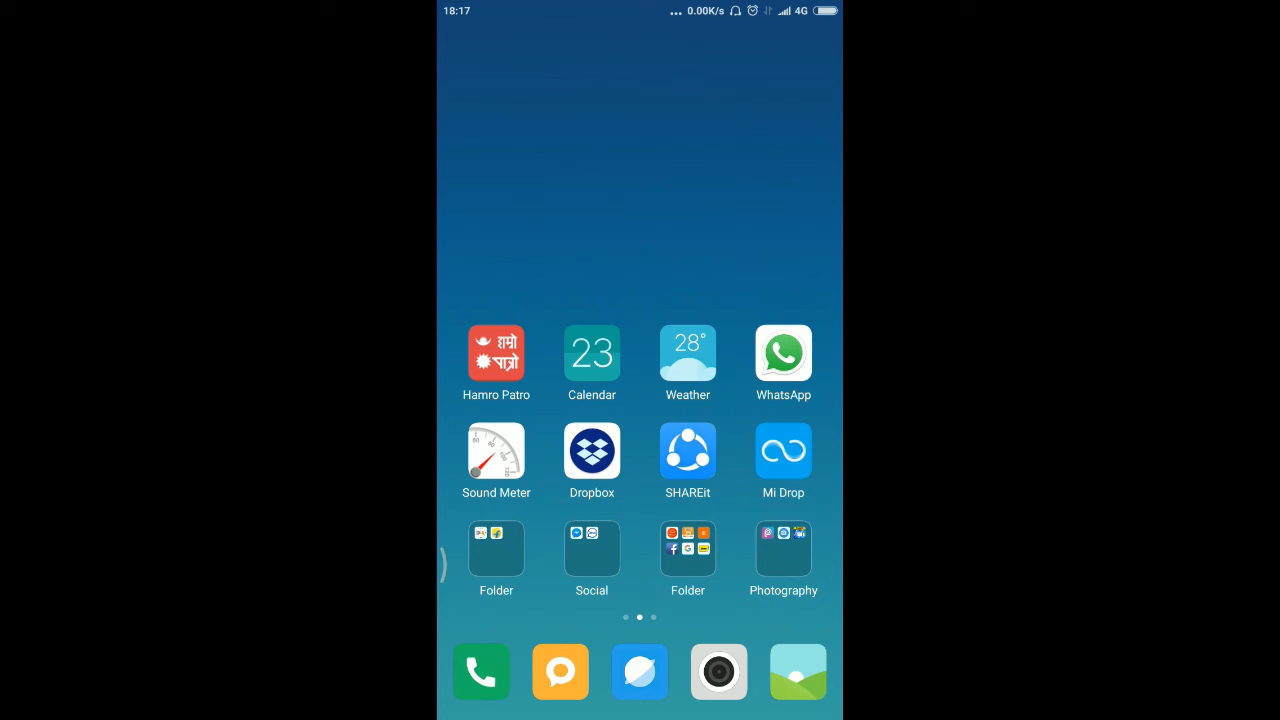 18:17 ... 0.00K/s 4G
हाम्रो
पात्रो
23
28°
Hamro Patro Calendar Weather WhatsApp
Sound Meter Dropbox SHAREit Mi Drop
Folder Social Folder Photography